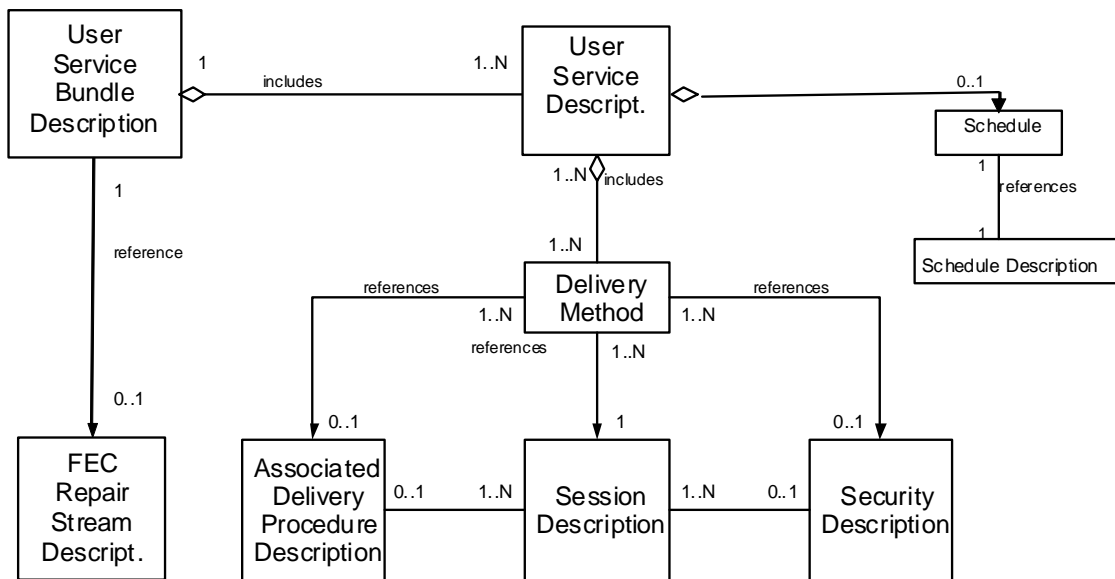 User
Service
Bundle
Description
1
includes
1..N
User
Service
Descript.
0..1
Schedule
1
references
1
Schedule Description
1..N
includes
1..N
Delivery
Method
1
reference
0..1
FEC
Repair
Stream
Descript.
references
1..N
references
1..N
references
1..N
0..1
1
0..1
Associated
Delivery
Procedure
Description
0..1
1..N
Session
Description
1..N
0..1
Security
Description